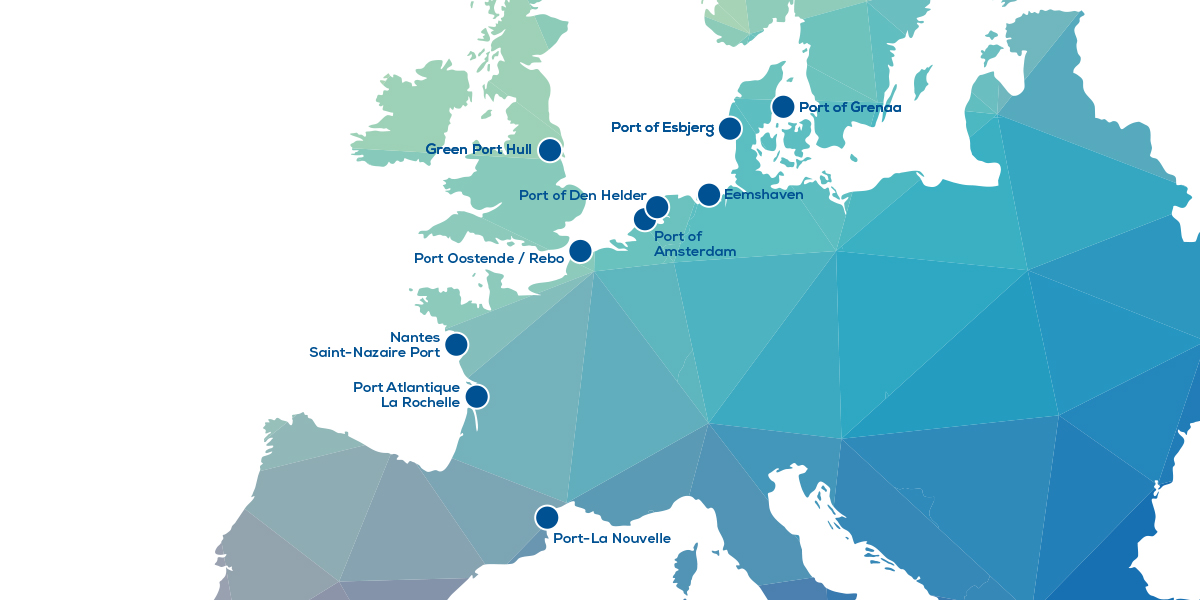 Port of Grenaa
Port of Esbjerg
Green Port Hull
Port of Den Helder
Eemshaven
Port of
Amsterdam
Port Oostende / Rebo
Nantes
Saint-Nazaire Port
Port Atlantique
La Rochelle
Port-La Nouvelle